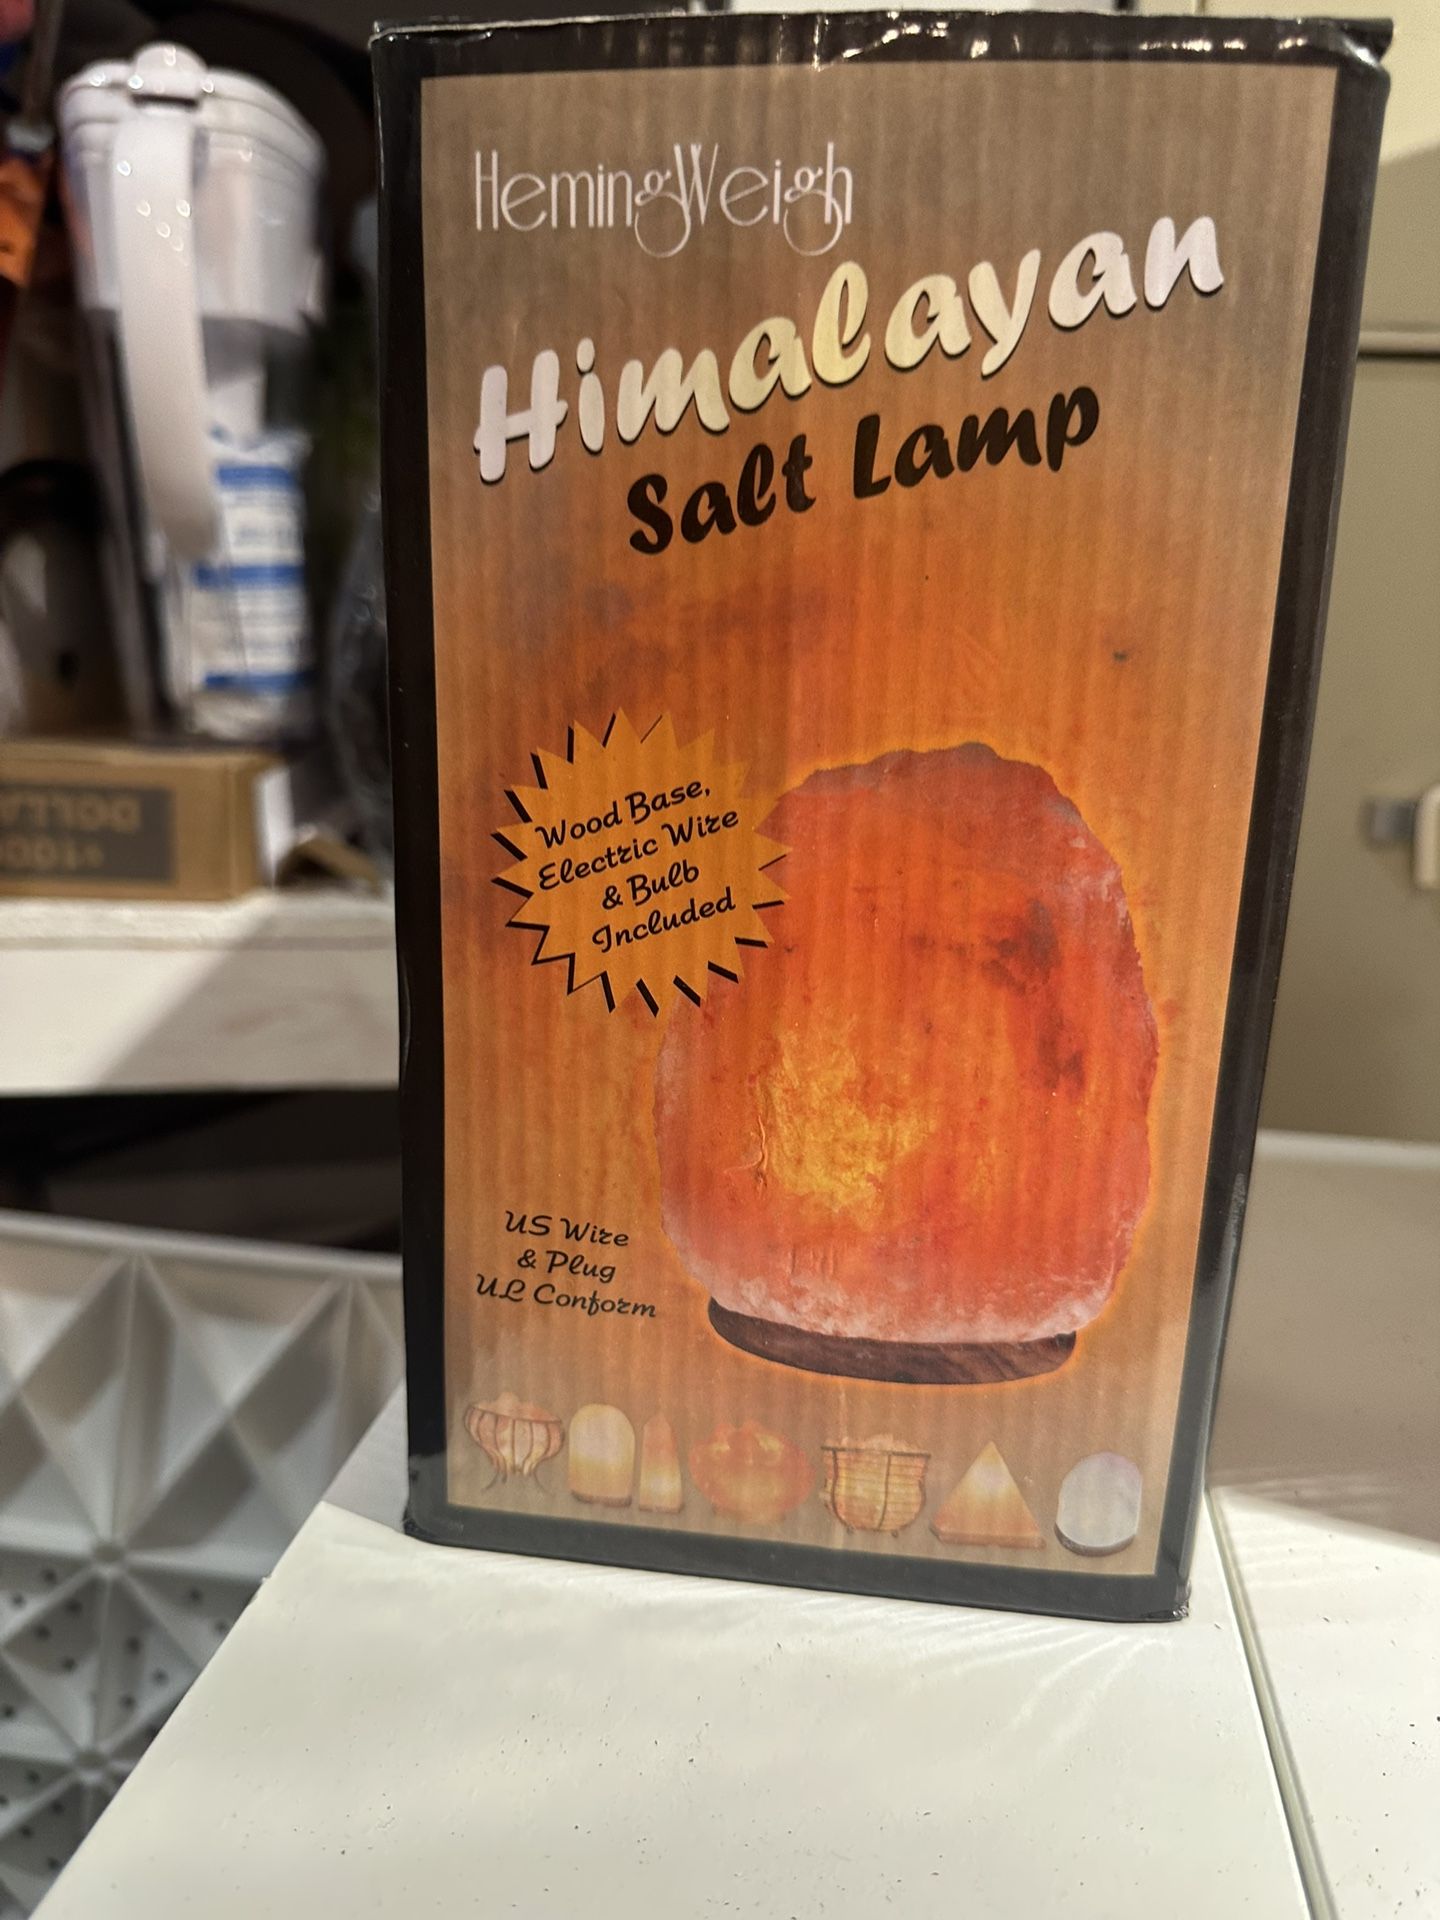 HemingWeigh
Himalayan
Salt Lamp
Wood Base,
Electric Wire
& Bulb
Included
US Wire
& Plug
UL Conform